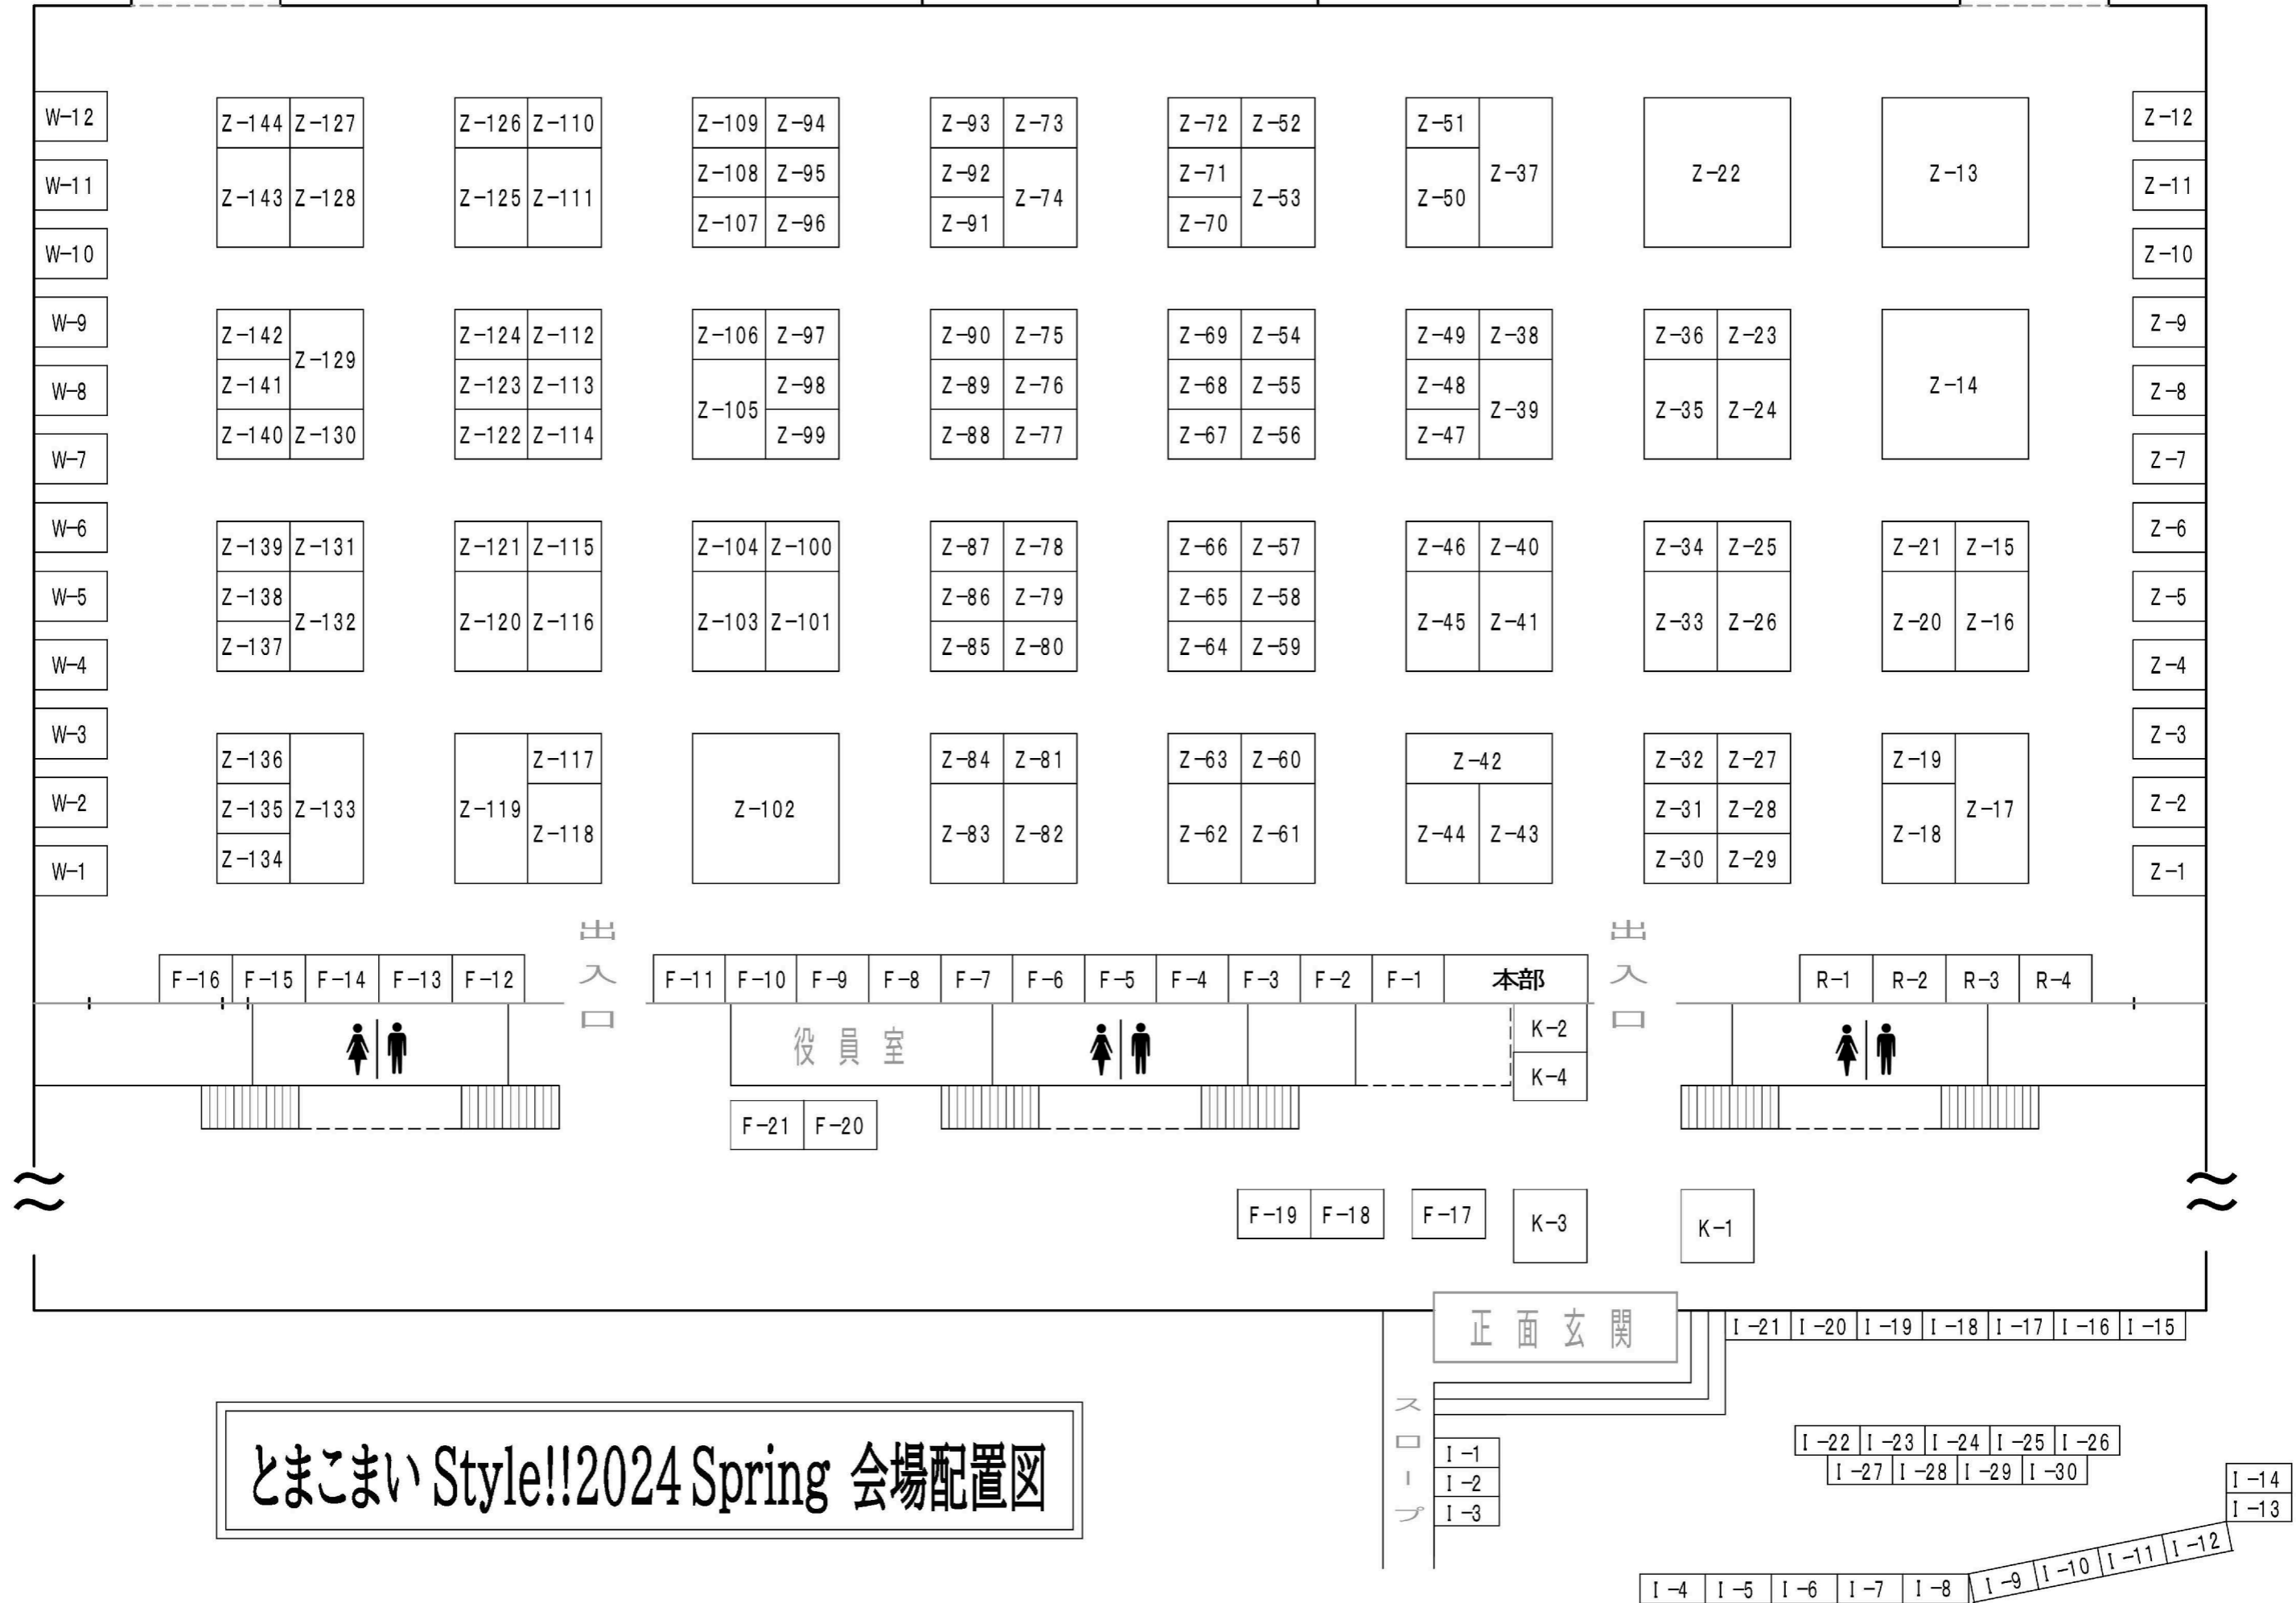 W-12 Z-144 Z-127 Z-126 Z-110 Z-109 Z-94 Z-93 Z-73 Z-72 Z-52 Z-51 Z-37 Z-22 Z-13 Z-12
W-11 Z-143 Z-128 Z-125 Z-111 Z-108 Z-95 Z-92 Z-74 Z-71 Z-53 Z-50 Z-11
Z-107 Z-96 Z-91 Z-70
W-10 Z-10
W-9 Z-142 Z-129 Z-124 Z-112 Z-106 Z-97 Z-90 Z-75 Z-69 Z-54 Z-49 Z-38 Z-36 Z-23 Z-14 Z-9
W-8 Z-141 Z-123 Z-113 Z-105 Z-98 Z-89 Z-76 Z-68 Z-55 Z-48 Z-39 Z-35 Z-24 Z-8
W-7 Z-140 Z-130 Z-122 Z-114 Z-99 Z-88 Z-77 Z-67 Z-56 Z-47 Z-7
W-6 Z-139 Z-131 Z-121 Z-115 Z-104 Z-100 Z-87 Z-78 Z-66 Z-57 Z-46 Z-40 Z-34 Z-25 Z-21 Z-15 Z-6
W-5 Z-138 Z-132 Z-120 Z-116 Z-103 Z-101 Z-86 Z-79 Z-65 Z-58 Z-45 Z-41 Z-33 Z-26 Z-20 Z-16 Z-5
W-4 Z-137 Z-85 Z-80 Z-64 Z-59 Z-4
W-3 Z-136 Z-117 Z-84 Z-81 Z-63 Z-60 Z-42 Z-32 Z-27 Z-19 Z-3
W-2 Z-135 Z-133 Z-119 Z-118 Z-102 Z-83 Z-82 Z-62 Z-61 Z-44 Z-43 Z-31 Z-28 Z-18 Z-17 Z-2
W-1 Z-134 Z-30 Z-29 Z-1
出入口 出入口
F-16 F-15 F-14 F-13 F-12 F-11 F-10 F-9 F-8 F-7 F-6 F-5 F-4 F-3 F-2 F-1 本部 R-1 R-2 R-3 R-4
役員室 K-2
K-4
F-21 F-20
F-19 F-18 F-17 K-3 K-1
正面玄関 I-21 I-20 I-19 I-18 I-17 I-16 I-15
スロープ
I-22 I-23 I-24 I-25 I-26
I-27 I-28 I-29 I-30
I-1
I-2
I-3
I-14
I-13
とまこまい Style!!2024 Spring 会場配置図
I-4 I-5 I-6 I-7 I-8 I-9 I-10 I-11 I-12